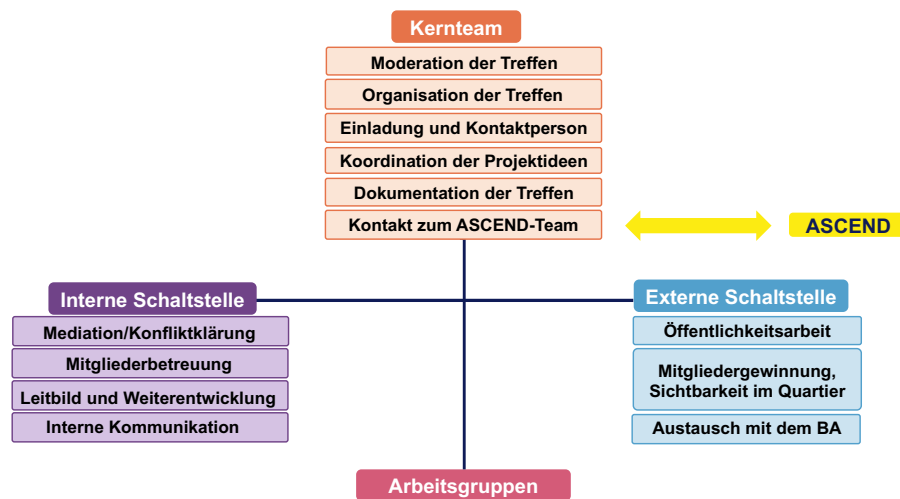 Kernteam
Moderation der Treffen
Organisation der Treffen
Einladung und Kontaktperson
Koordination der Projektideen
Dokumentation der Treffen
Kontakt zum ASCEND-Team
ASCEND
Interne Schaltstelle
Mediation/Konfliktklärung
Mitgliederbetreuung
Leitbild und Weiterentwicklung
Interne Kommunikation
Externe Schaltstelle
Öffentlichkeitsarbeit
Mitgliedergewinnung,
Sichtbarkeit im Quartier
Austausch mit dem BA
Arbeitsgruppen